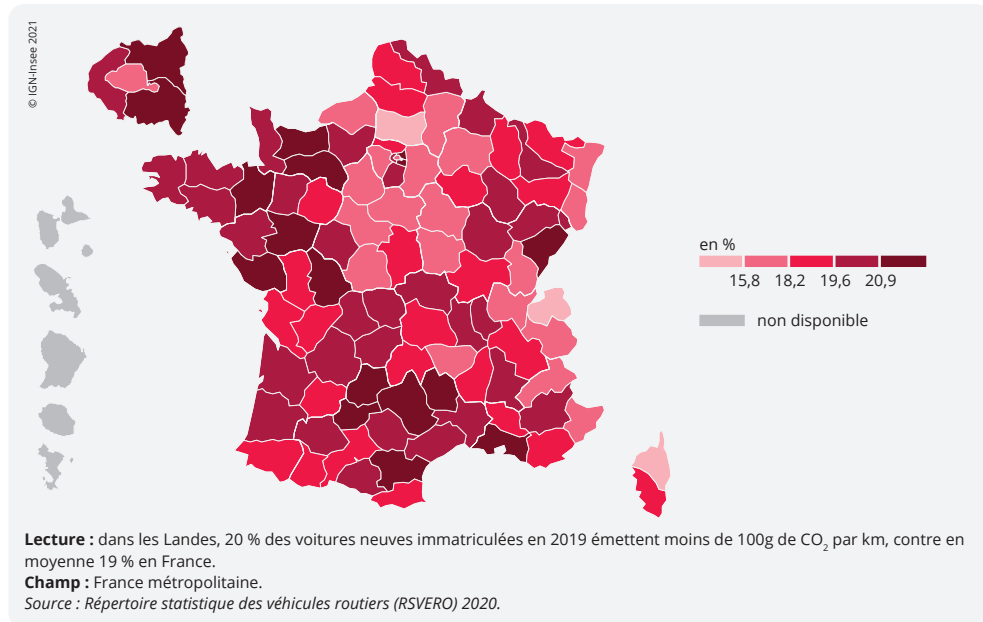 © IGN-Insee 2021
en %
15,8 18,2 19,6 20,9
non disponible
Lecture : dans les Landes, 20 % des voitures neuves immatriculées en 2019 émettent moins de 100g de CO₂ par km, contre en
moyenne 19 % en France.
Champ : France métropolitaine.
Source : Répertoire statistique des véhicules routiers (RSVERO) 2020.